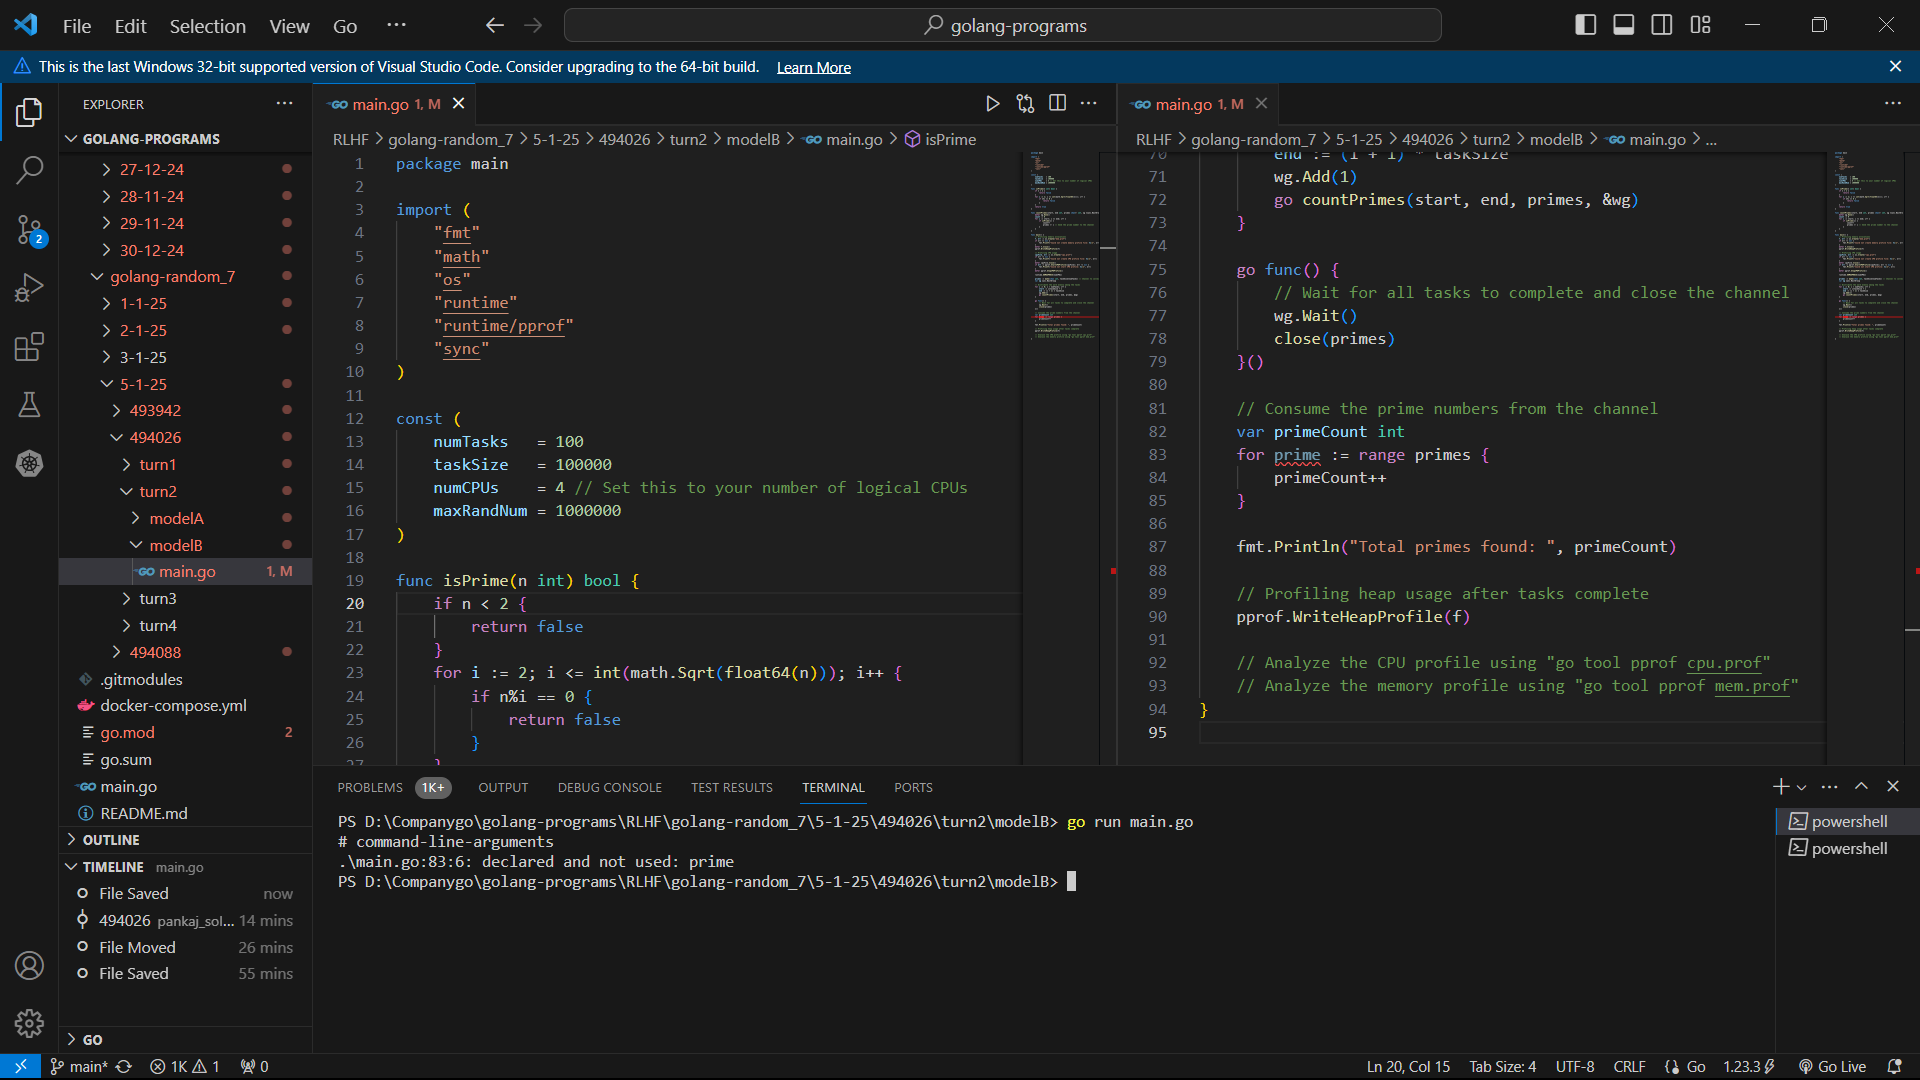 File Edit Selection View Go ···
golang-programs
This is the last Windows 32-bit supported version of Visual Studio Code. Consider upgrading to the 64-bit build. Learn More
EXPLORER
GOLANG-PROGRAMS
27-12-24
28-11-24
29-11-24
30-12-24
golang-random_7
1-1-25
2-1-25
3-1-25
5-1-25
493942
494026
turn1
turn2
modelA
modelB
main.go 1, M
turn3
turn4
494088
.gitmodules
docker-compose.yml
go.mod 2
go.sum
main.go
README.md
OUTLINE
TIMELINE main.go
File Saved now
494026 pankaj_sol... 14 mins
File Moved 26 mins
File Saved 55 mins
GO
2
main.go 1, M
RLHF > golang-random_7 > 5-1-25 > 494026 > turn2 > modelB > main.go > isPrime
1 package main
2
3 import (
4 "fmt"
5 "math"
6 "os"
7 "runtime"
8 "runtime/pprof"
9 "sync"
10 )
11
12 const (
13 numTasks = 100
14 taskSize = 100000
15 numCPUs = 4 // Set this to your number of logical CPUs
16 maxRandNum = 1000000
17 )
18
19 func isPrime(n int) bool {
20 if n < 2 {
21 return false
22 }
23 for i := 2; i <= int(math.Sqrt(float64(n))); i++ {
24 if n%i == 0 {
25 return false
26 }
27 }
main.go 1, M
RLHF > golang-random_7 > 5-1-25 > 494026 > turn2 > modelB > main.go > ...
70 end := (i + 1) * taskSize
71 wg.Add(1)
72 go countPrimes(start, end, primes, &wg)
73 }
74
75 go func() {
76 // Wait for all tasks to complete and close the channel
77 wg.Wait()
78 close(primes)
79 }()
80
81 // Consume the prime numbers from the channel
82 var primeCount int
83 for prime := range primes {
84 primeCount++
85 }
86
87 fmt.Println("Total primes found: ", primeCount)
88
89 // Profiling heap usage after tasks complete
90 pprof.WriteHeapProfile(f)
91
92 // Analyze the CPU profile using "go tool pprof cpu.prof"
93 // Analyze the memory profile using "go tool pprof mem.prof"
94 }
95
PROBLEMS 1K+ OUTPUT DEBUG CONSOLE TEST RESULTS TERMINAL PORTS
PS D:\Companygo\golang-programs\RLHF\golang-random_7\5-1-25\494026\turn2\modelB> go run main.go
# command-line-arguments
.\main.go:83:6: declared and not used: prime
PS D:\Companygo\golang-programs\RLHF\golang-random_7\5-1-25\494026\turn2\modelB>
powershell
powershell
main* 1K 1 0 Ln 20, Col 15 Tab Size: 4 UTF-8 CRLF Go 1.23.3 Go Live